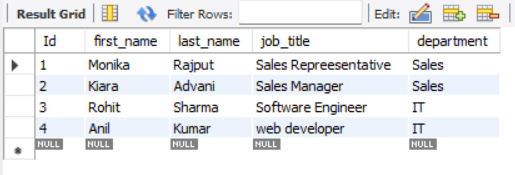 Result Grid Filter Rows: Edit:
Id first_name last_name job_title department
1 Monika Rajput Sales Repreesentative Sales
2 Kiara Advani Sales Manager Sales
3 Rohit Sharma Software Engineer IT
4 Anil Kumar web developer IT
NULL NULL NULL NULL NULL